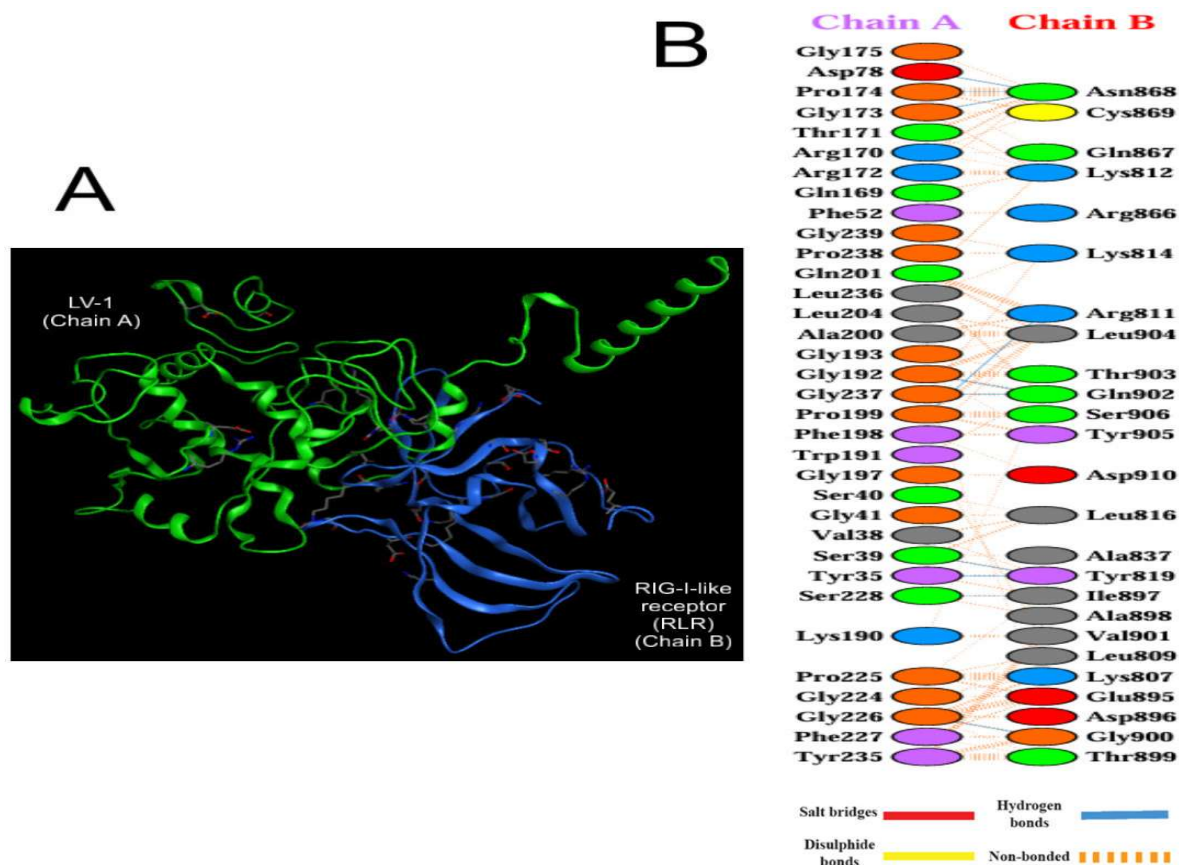 A
LV-1
(Chain A)
RIG-I-like
receptor
(RLR)
(Chain B)
B
Chain A Chain B
Gly175
Asp78
Pro174 Asn868
Gly173 Cys869
Thr171
Arg170 Gln867
Arg172 Lys812
Gln169
Phe52 Arg866
Gly239
Pro238 Lys814
Gln201
Leu236
Leu204 Arg811
Ala200 Leu904
Gly193
Gly192 Thr903
Gly237 Gln902
Pro199 Ser906
Phe198 Tyr905
Trp191
Gly197 Asp910
Ser40
Gly41 Leu816
Val38
Ser39 Ala837
Tyr35 Tyr819
Ser228 Ile897
Ala898
Lys190 Val901
Leu809
Pro225 Lys807
Gly224 Glu895
Gly226 Asp896
Phe227 Gly900
Tyr235 Thr899
Salt bridges Hydrogen
bonds
Disulphide
bonds Non-bonded